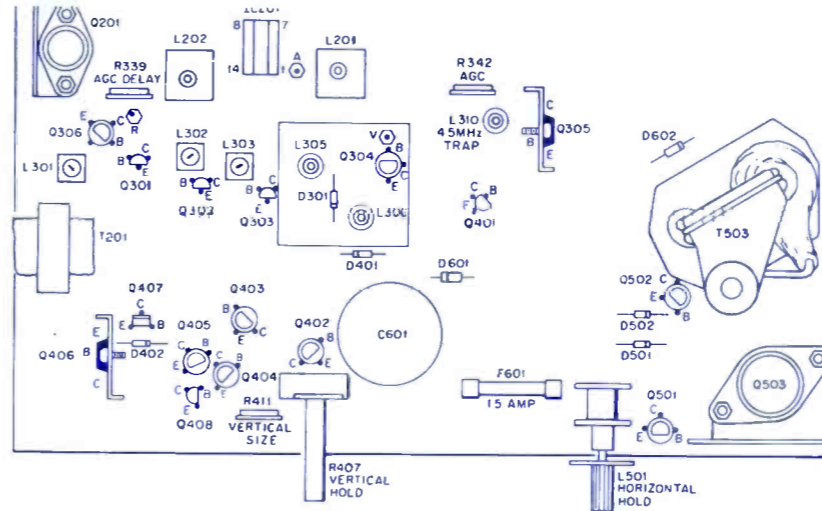 Q201
L202
IC201
8
7
14
1
A
L201
R339
AGC DELAY
R342
AGC
E
C
B
Q306
R
L310
4.5MHz
TRAP
C
B
E
Q305
D602
L301
B
C
E
Q301
L302
L303
B
C
E
Q302
B
C
E
Q303
L305
D301
V
B
C
E
Q304
L306
C
B
E
Q401
T201
D401
D601
T503
Q407
C
E
B
Q403
B
E
C
C601
Q502
C
E
B
D502
D501
E
B
C
Q406
D402
Q405
C
B
E
C
B
E
Q404
Q402
B
C
E
F601
1.5 AMP
Q503
C
B
E
Q408
R411
VERTICAL
SIZE
Q501
C
E
B
R407
VERTICAL
HOLD
L501
HORIZONTAL
HOLD